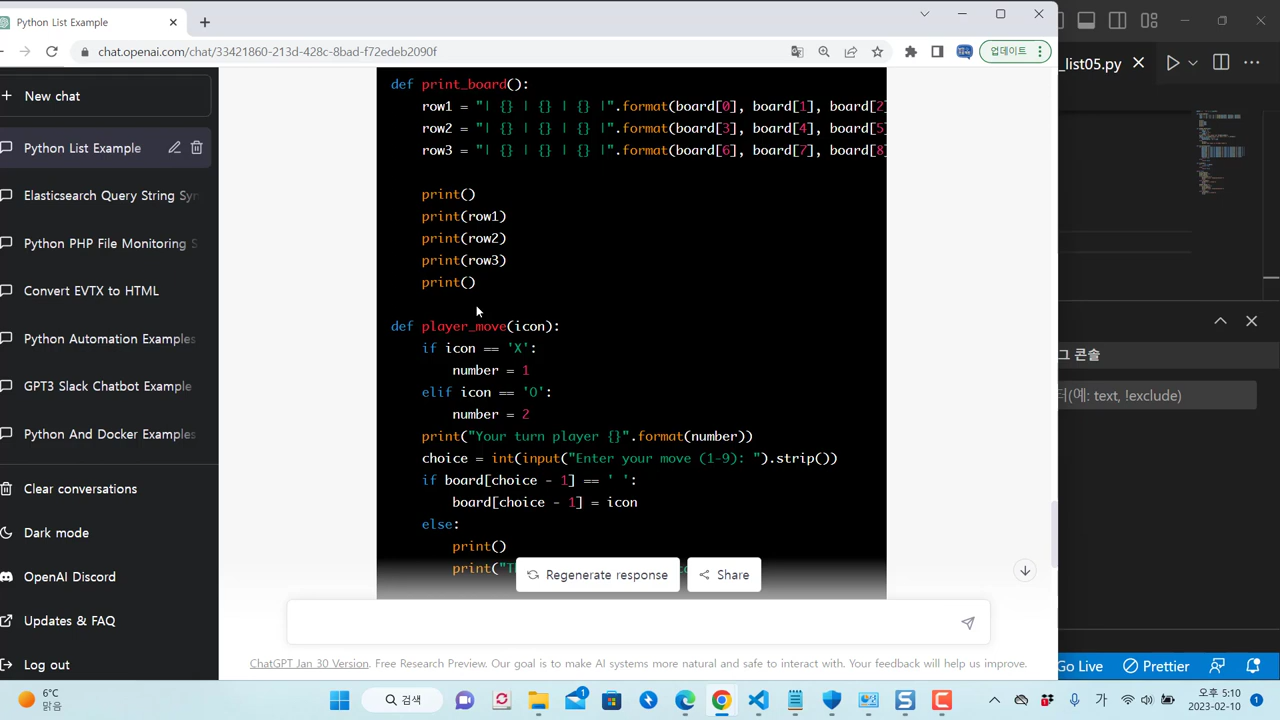 Python List Example
chat.openai.com/chat/33421860-213d-428c-8bad-f72edeb2090f
업데이트
_list05.py
New chat
Python List Example
Elasticsearch Query String Syn
Python PHP File Monitoring S
Convert EVTX to HTML
Python Automation Examples
GPT3 Slack Chatbot Example
Python And Docker Examples
Clear conversations
Dark mode
OpenAI Discord
Updates & FAQ
Log out
def print_board():
row1 = "| {} | {} | {} |".format(board[0], board[1], board[2]
row2 = "| {} | {} | {} |".format(board[3], board[4], board[5]
row3 = "| {} | {} | {} |".format(board[6], board[7], board[8]
print()
print(row1)
print(row2)
print(row3)
print()
def player_move(icon):
if icon == 'X':
number = 1
elif icon == 'O':
number = 2
print("Your turn player {}".format(number))
choice = int(input("Enter your move (1-9): ").strip())
if board[choice - 1] == ' ':
board[choice - 1] = icon
else:
print()
print("T
Regenerate response
Share
ChatGPT Jan 30 Version. Free Research Preview. Our goal is to make AI systems more natural and safe to interact with. Your feedback will help us improve.
그 콘솔
터(예: text, !exclude)
Go Live
Prettier
6°C
맑음
검색
1
가
오후 5:10
2023-02-10
1